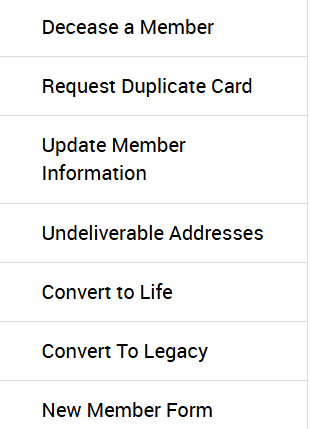 Decease a Member
Request Duplicate Card
Update Member
Information
Undeliverable Addresses
Convert to Life
Convert To Legacy
New Member Form